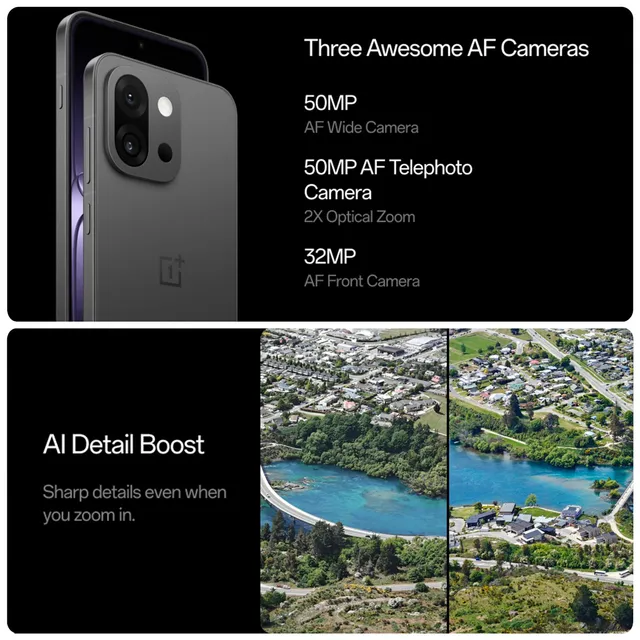 Three Awesome AF Cameras
50MP
AF Wide Camera
50MP AF Telephoto
Camera
2X Optical Zoom
32MP
AF Front Camera
AI Detail Boost
Sharp details even when
you zoom in.